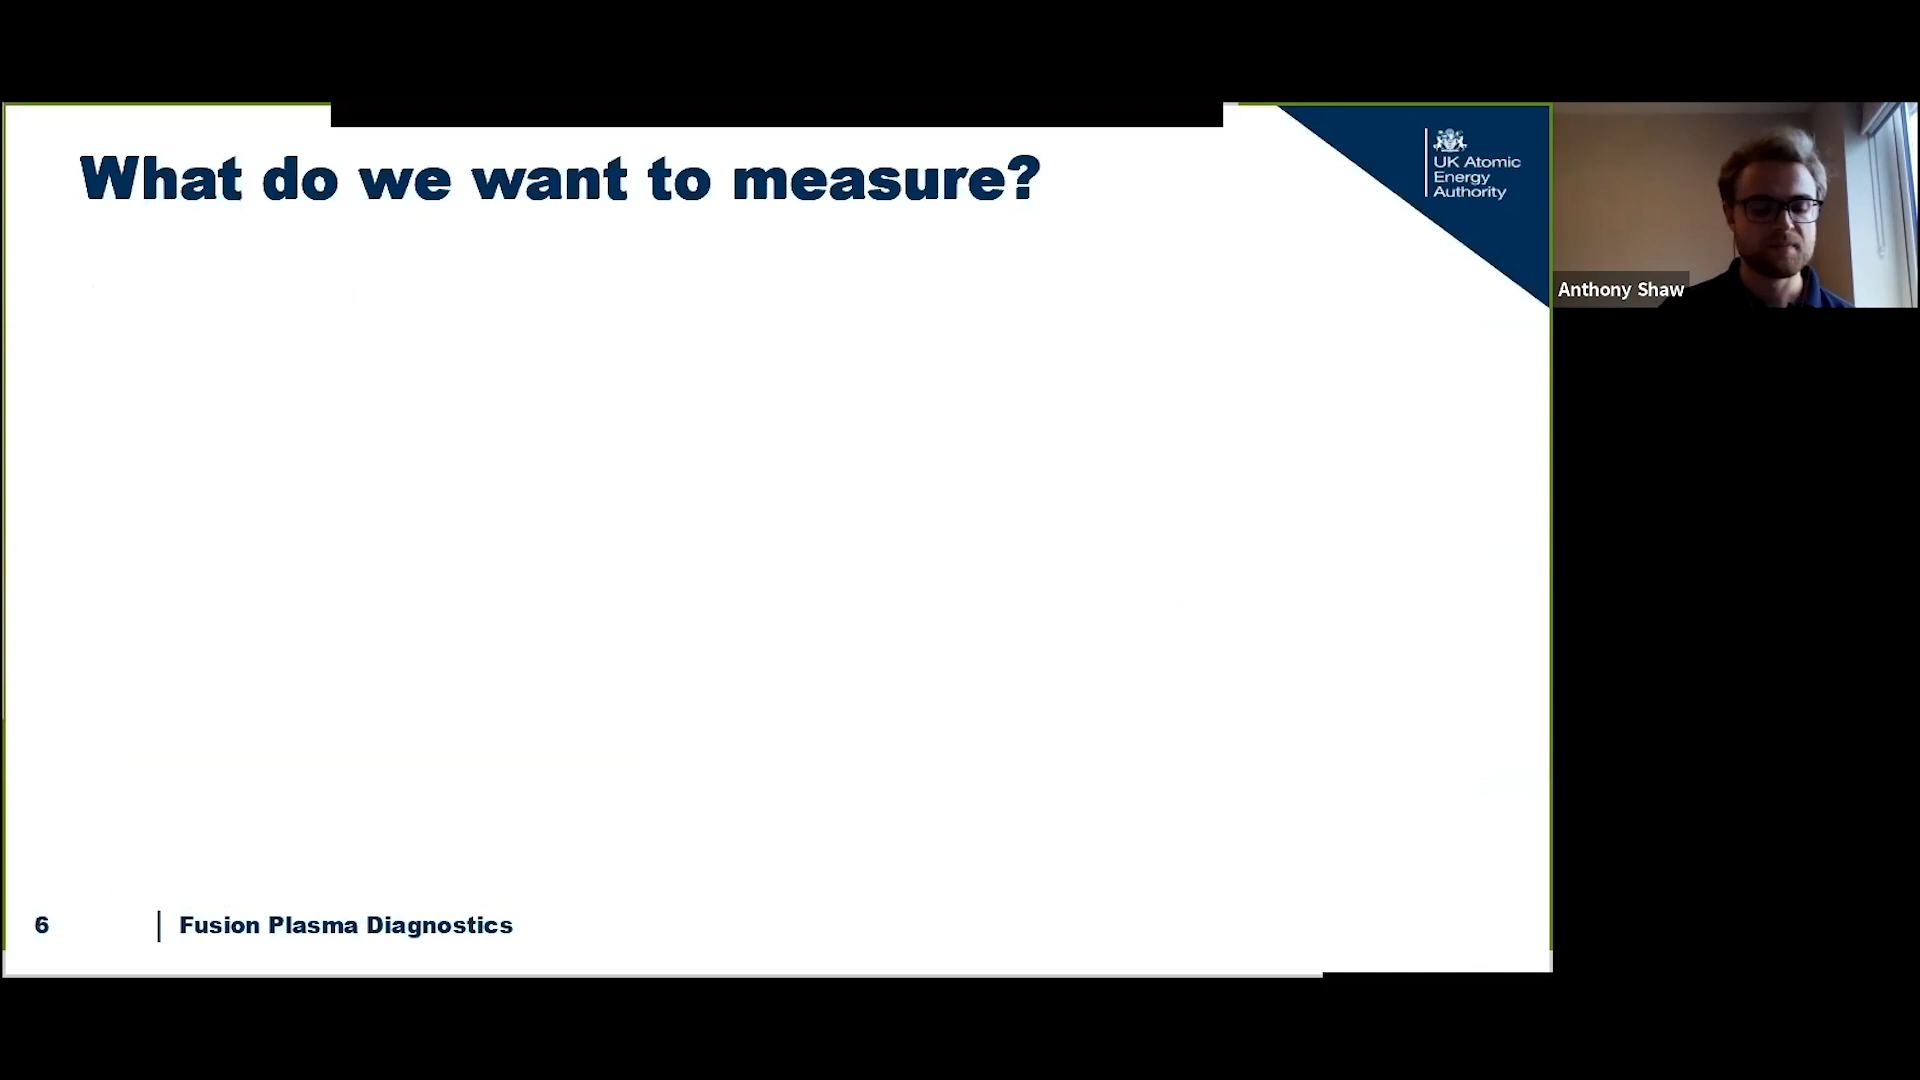 What do we want to measure?
UK Atomic
Energy
Authority
Anthony Shaw
6
Fusion Plasma Diagnostics